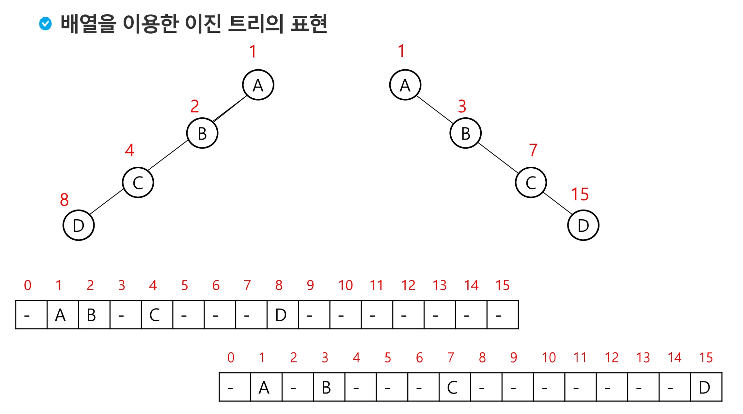 배열을 이용한 이진 트리의 표현
1 1
A A
2 3
B B
4 7
C C
8 15
D D
0 1 2 3 4 5 6 7 8 9 10 11 12 13 14 15
- A B - C - - - D - - - - - - -
0 1 2 3 4 5 6 7 8 9 10 11 12 13 14 15
- A - B - - - C - - - - - - - D